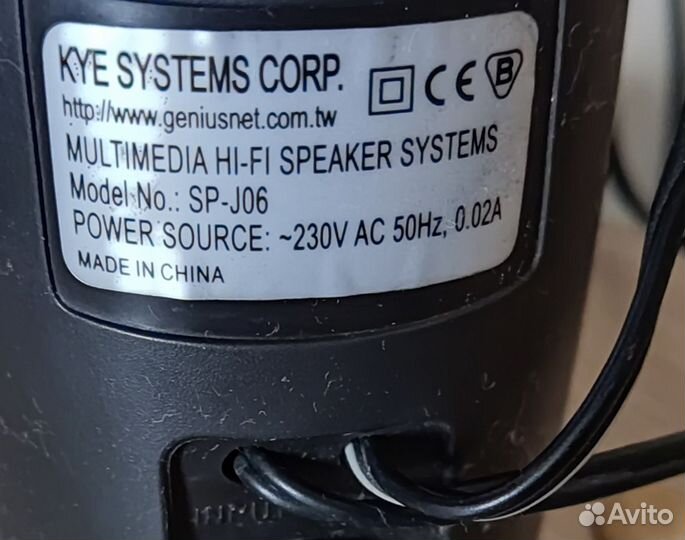 KYE SYSTEMS CORP.
CE B
http://www.geniusnet.com.tw
MULTIMEDIA HI-FI SPEAKER SYSTEMS
Model No.: SP-J06
POWER SOURCE: ~230V AC 50Hz, 0.02A
MADE IN CHINA
INPUT
Avito